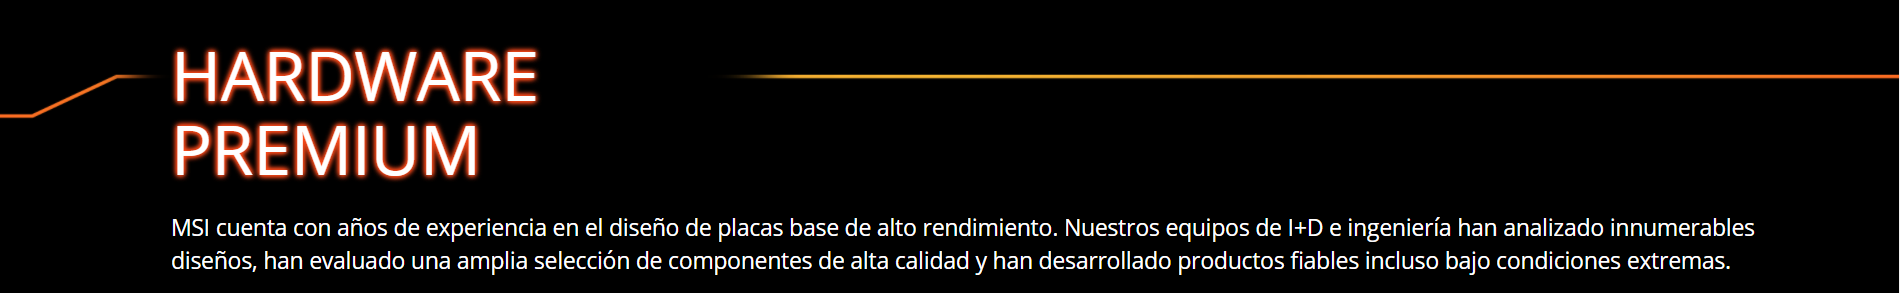 HARDWARE
PREMIUM
MSI cuenta con años de experiencia en el diseño de placas base de alto rendimiento. Nuestros equipos de I+D e ingeniería han analizado innumerables
diseños, han evaluado una amplia selección de componentes de alta calidad y han desarrollado productos fiables incluso bajo condiciones extremas.